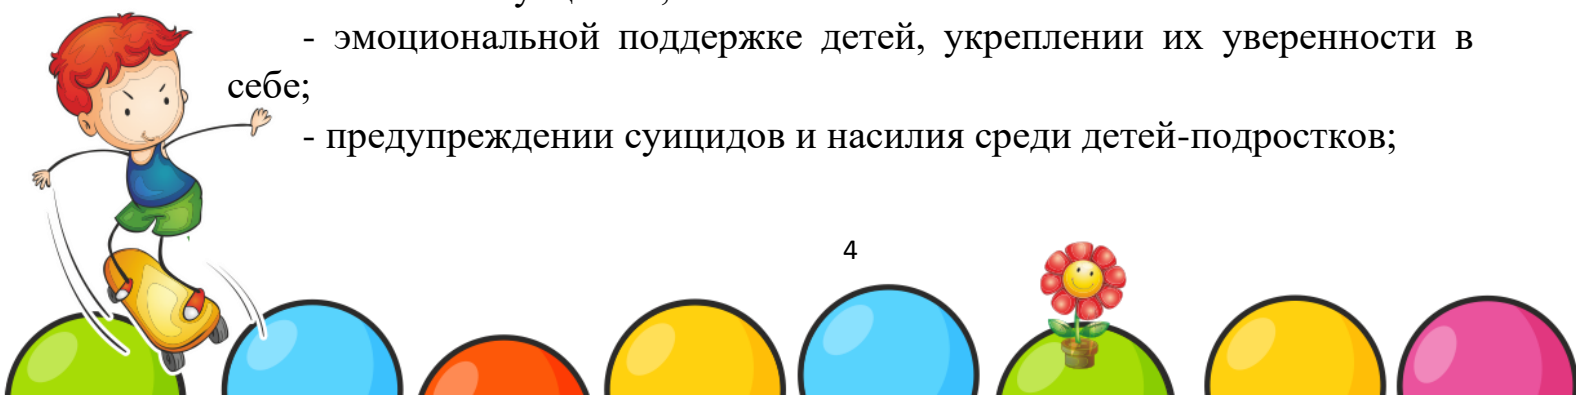 - эмоциональной поддержке детей, укреплении их уверенности в
себе;
- предупреждении суицидов и насилия среди детей-подростков;
4